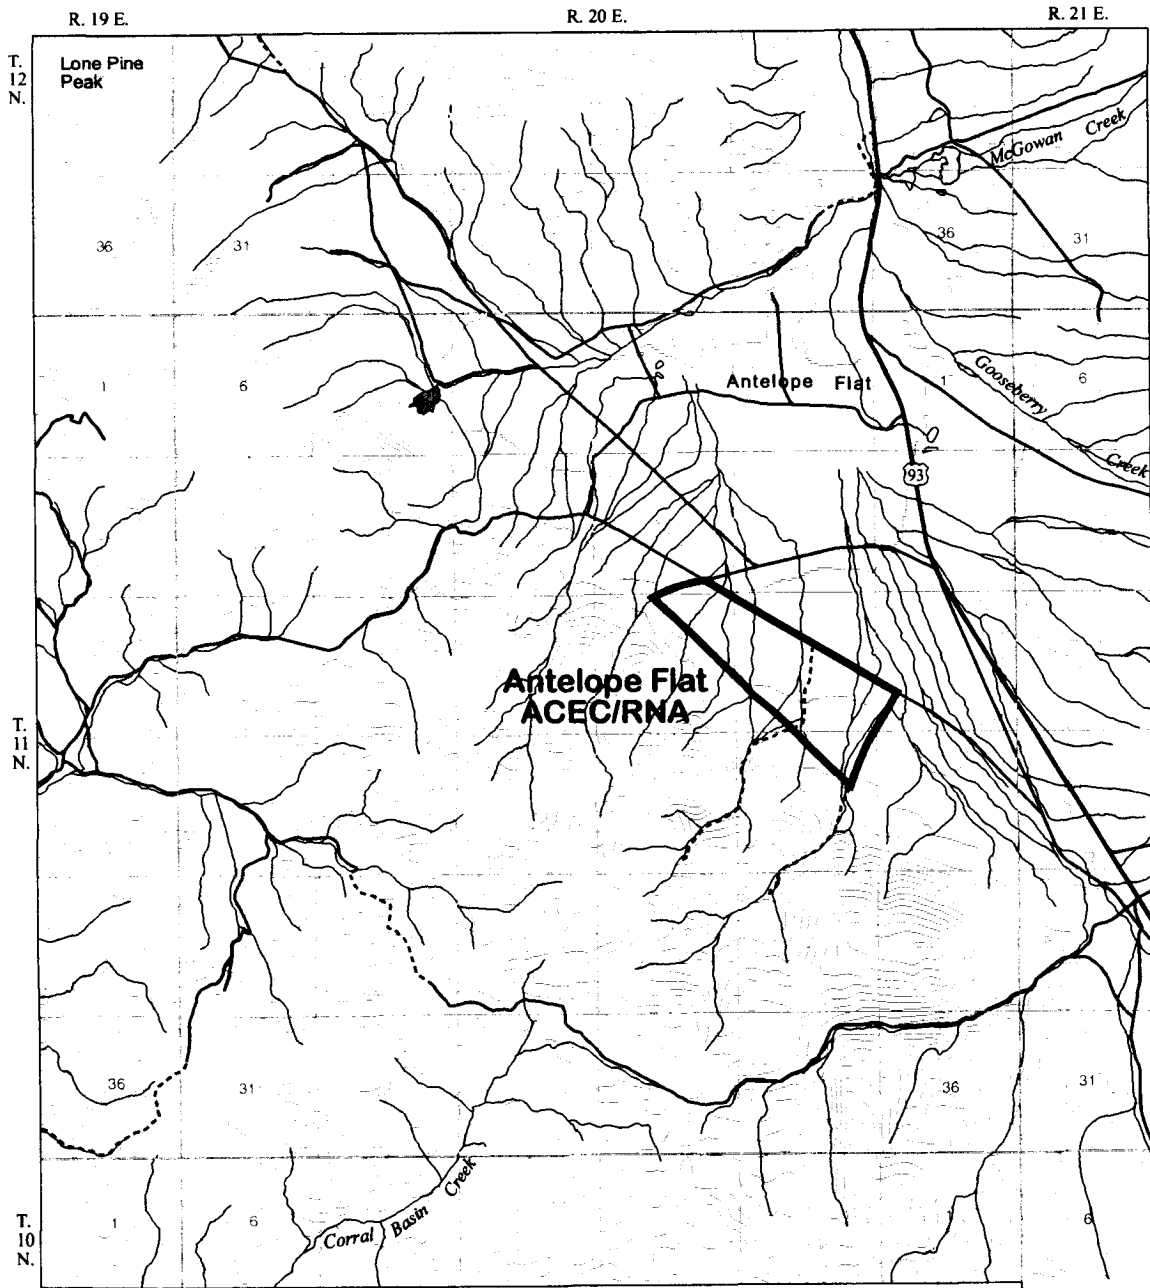 R. 19 E. R. 20 E. R. 21 E.
T. 12 N.
Lone Pine
Peak
McGowan Creek
36 31 36 31
1 6 Antelope Flat 1 6
Gooseberry Creek
93
Antelope Flat
ACEC/RNA
T. 11 N.
36 31 36 31
T. 10 N.
1 6 1 6
Corral Basin Creek